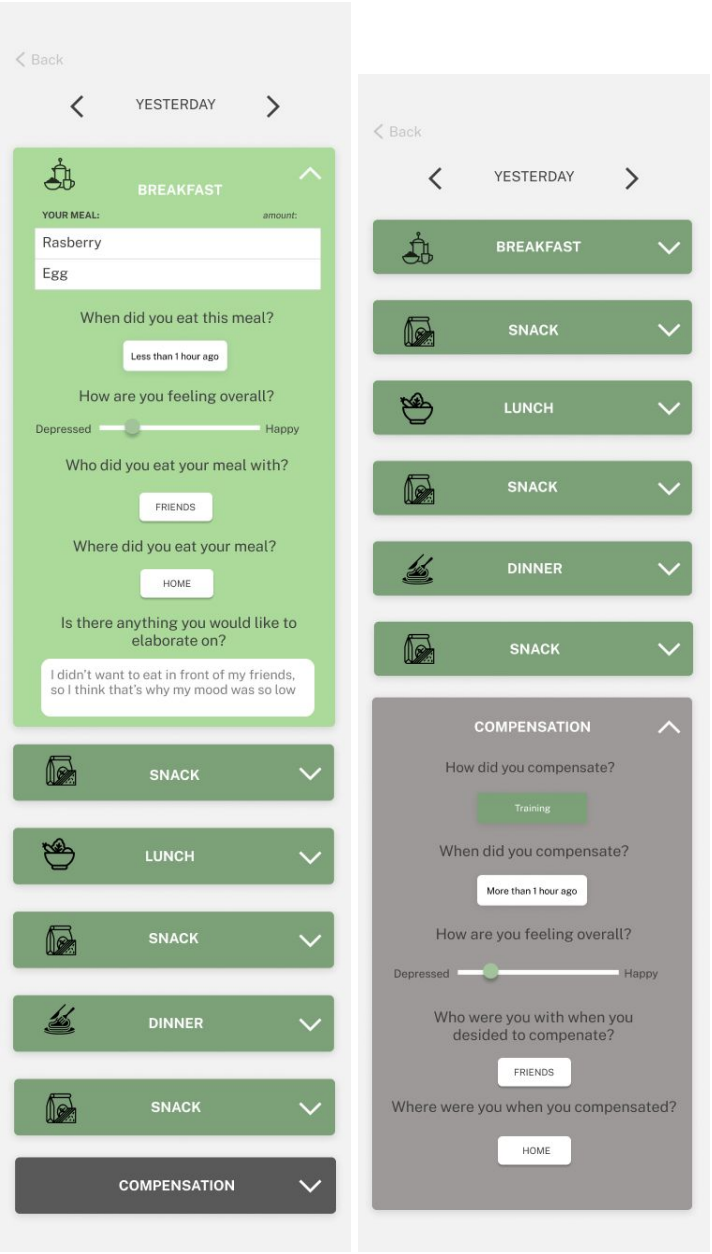 Back
YESTERDAY
BREAKFAST
YOUR MEAL: amount:
Rasberry
Egg
When did you eat this meal?
Less than 1 hour ago
How are you feeling overall?
Depressed Happy
Who did you eat your meal with?
FRIENDS
Where did you eat your meal?
HOME
Is there anything you would like to
elaborate on?
I didn't want to eat in front of my friends,
so I think that's why my mood was so low
SNACK
LUNCH
SNACK
DINNER
SNACK
COMPENSATION
Back
YESTERDAY
BREAKFAST
SNACK
LUNCH
SNACK
DINNER
SNACK
COMPENSATION
How did you compensate?
Training
When did you compensate?
More than 1 hour ago
How are you feeling overall?
Depressed Happy
Who were you with when you
desided to compenate?
FRIENDS
Where were you when you compensated?
HOME